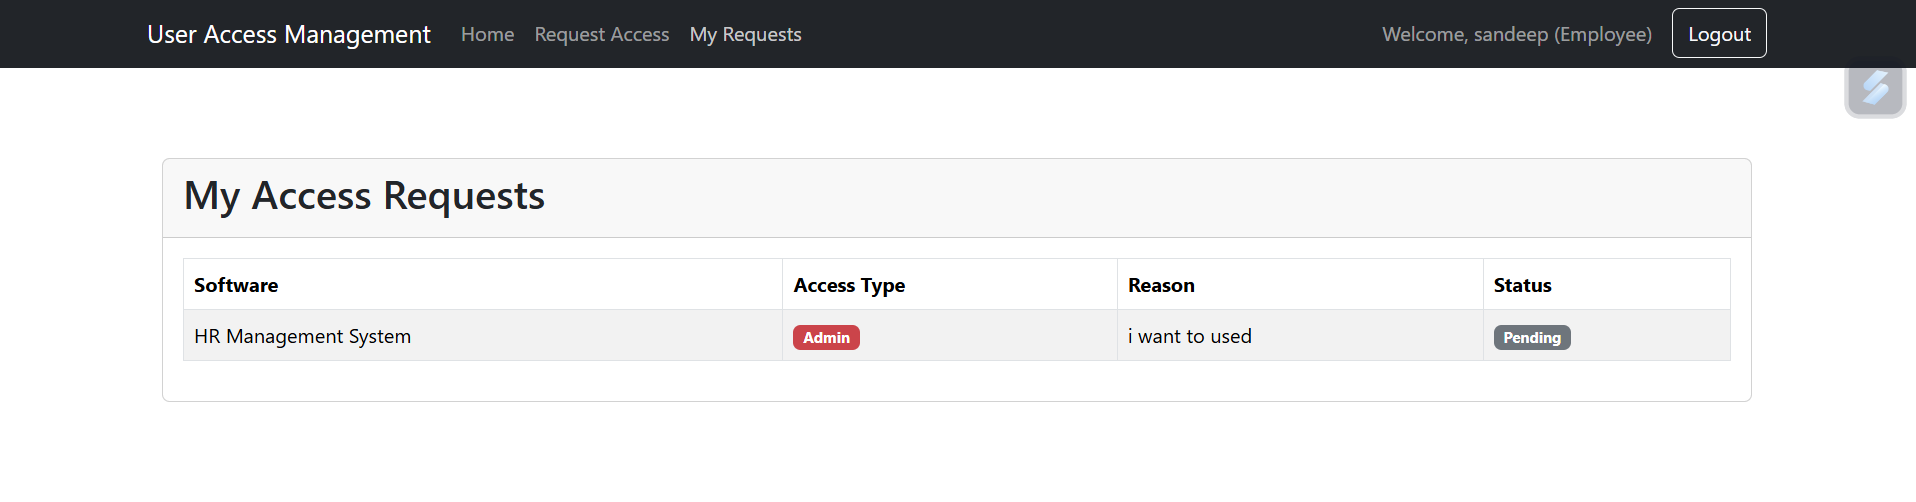 User Access Management Home Request Access My Requests Welcome, sandeep (Employee) Logout
My Access Requests
Software Access Type Reason Status
HR Management System Admin i want to used Pending